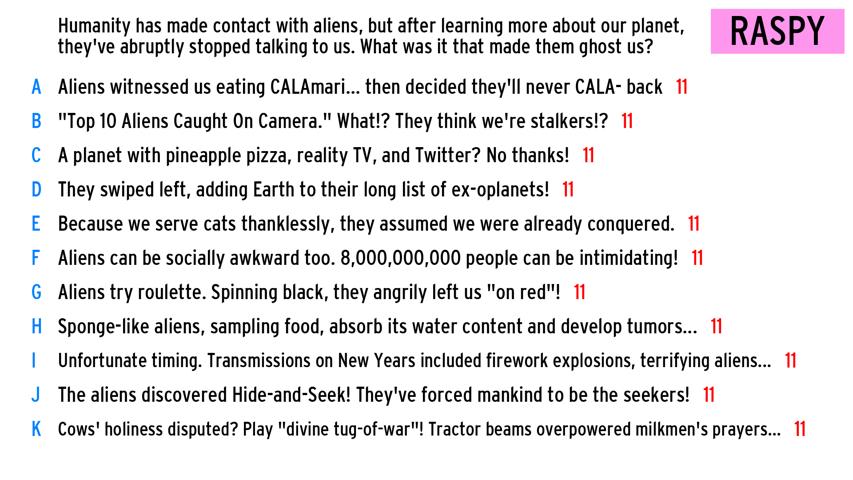 Humanity has made contact with aliens, but after learning more about our planet,
they've abruptly stopped talking to us. What was it that made them ghost us?
RASPY
A Aliens witnessed us eating CALAmari... then decided they'll never CALA- back 11
B "Top 10 Aliens Caught On Camera." What!? They think we're stalkers!? 11
C A planet with pineapple pizza, reality TV, and Twitter? No thanks! 11
D They swiped left, adding Earth to their long list of ex-oplanets! 11
E Because we serve cats thanklessly, they assumed we were already conquered. 11
F Aliens can be socially awkward too. 8,000,000,000 people can be intimidating! 11
G Aliens try roulette. Spinning black, they angrily left us "on red"! 11
H Sponge-like aliens, sampling food, absorb its water content and develop tumors... 11
I Unfortunate timing. Transmissions on New Years included firework explosions, terrifying aliens... 11
J The aliens discovered Hide-and-Seek! They've forced mankind to be the seekers! 11
K Cows' holiness disputed? Play "divine tug-of-war"! Tractor beams overpowered milkmen's prayers... 11